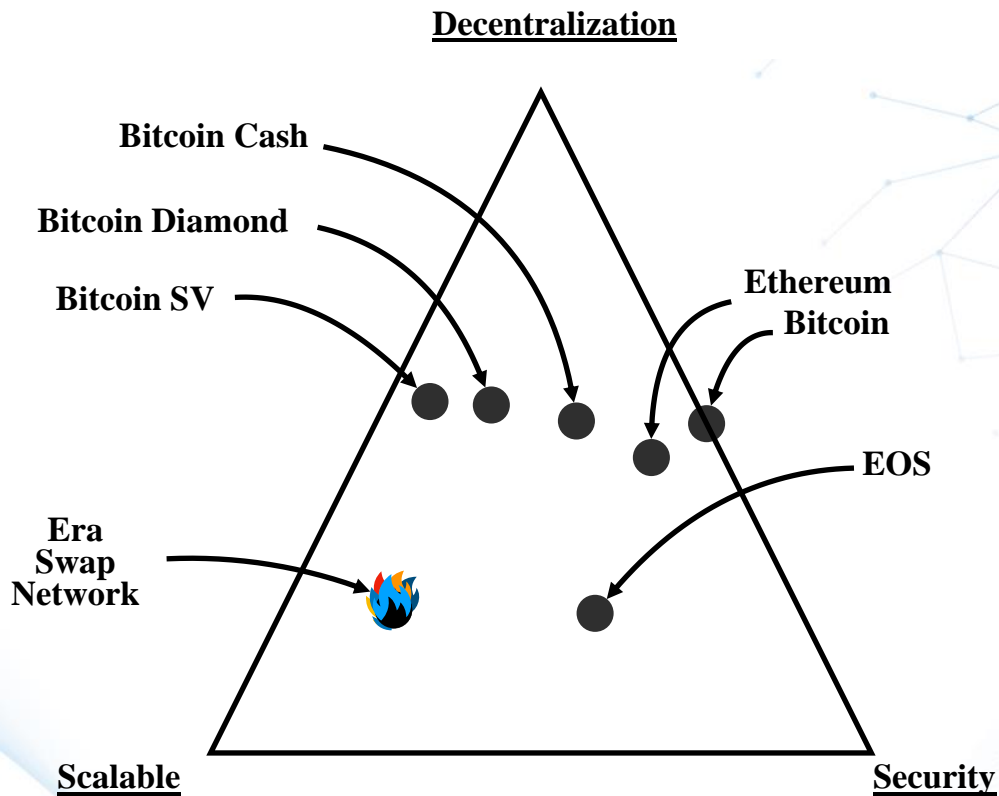 Decentralization
Bitcoin Cash
Bitcoin Diamond
Bitcoin SV
Ethereum
Bitcoin
EOS
Era
Swap
Network
Scalable
Security